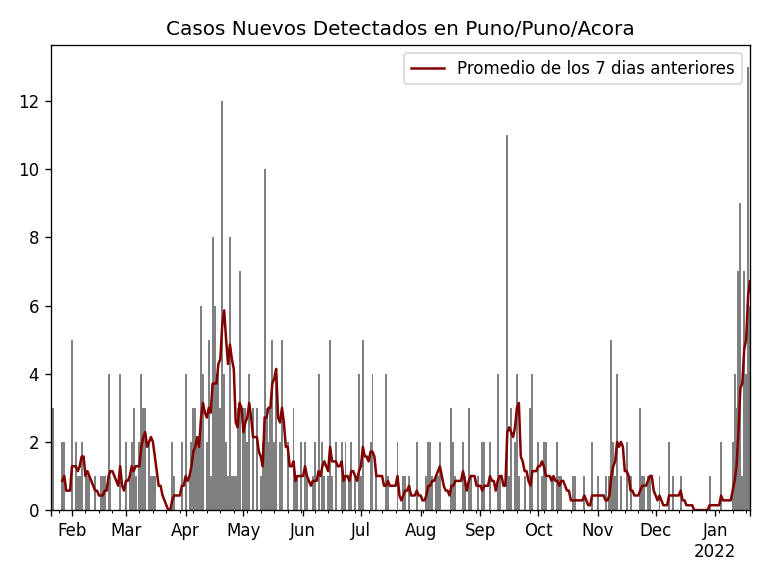 Casos Nuevos Detectados en Puno/Puno/Acora
Promedio de los 7 dias anteriores
12
10
8
6
4
2
0
Feb Mar Apr May Jun Jul Aug Sep Oct Nov Dec Jan
2022